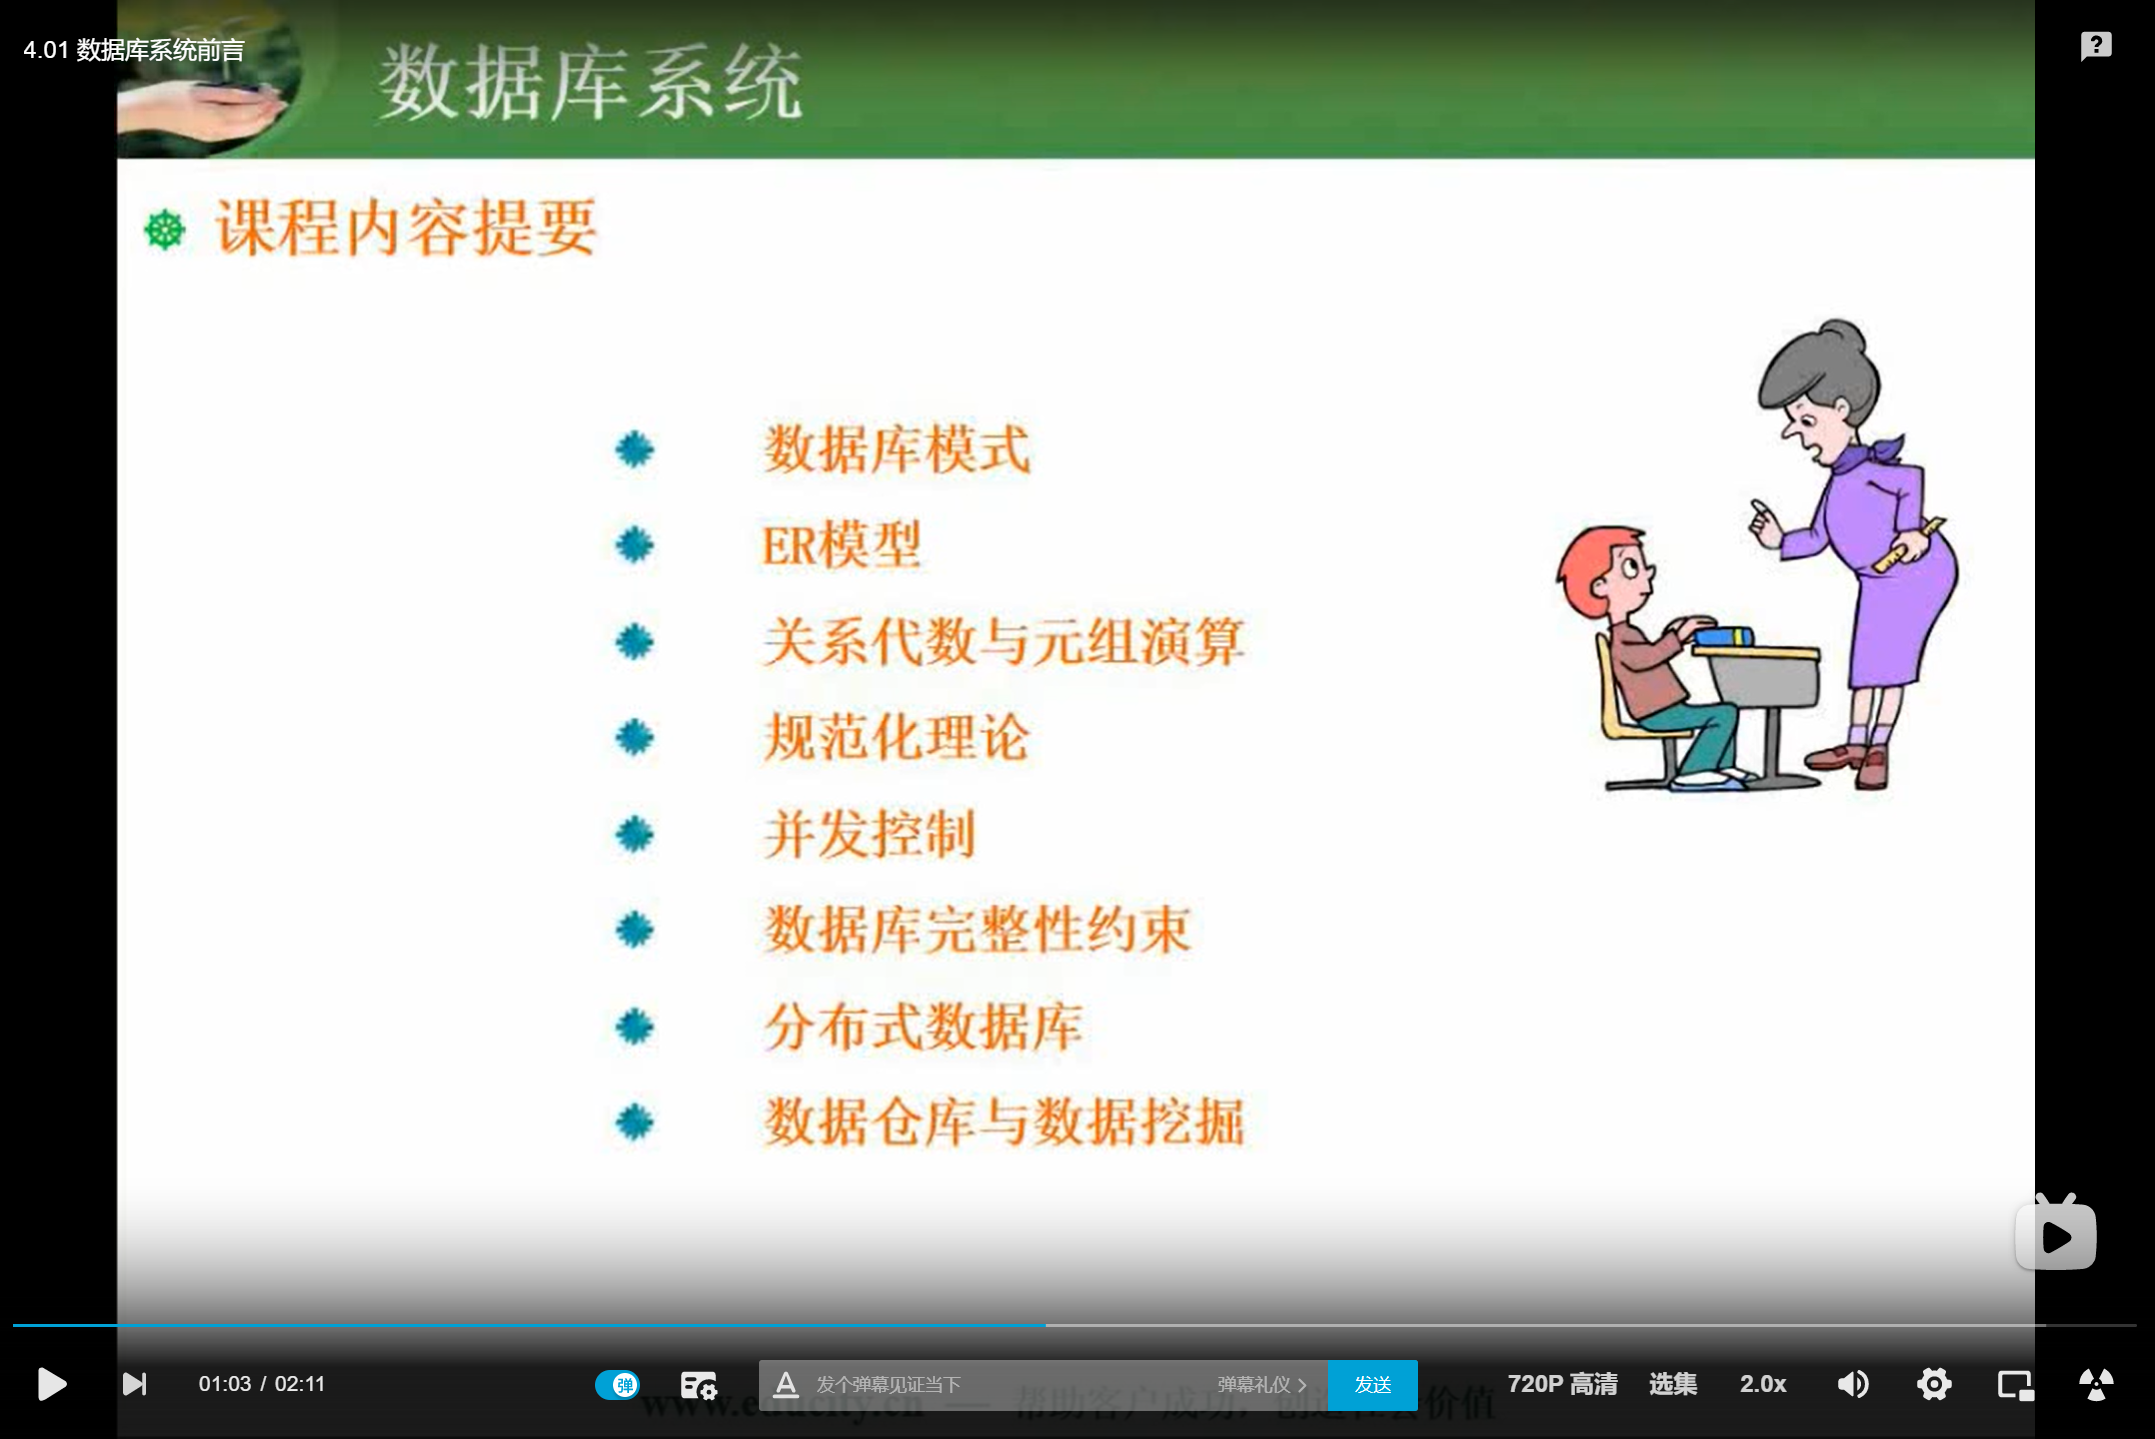 4.01 数据库系统前言
数据库系统
课程内容提要
数据库模式
ER模型
关系代数与元组演算
规范化理论
并发控制
数据库完整性约束
分布式数据库
数据仓库与数据挖掘
01:03 / 02:11
弹
发个弹幕见证当下
弹幕礼仪 >
发送
720P 高清
选集
2.0x
www.educity.cn — 帮助客户成功,创造社会价值